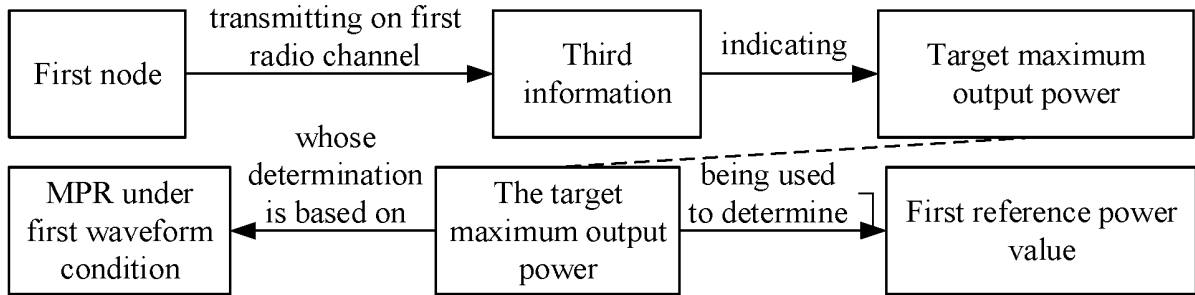 First node
transmitting on first
radio channel
Third
information
indicating
Target maximum
output power
MPR under
first waveform
condition
whose
determination
is based on
The target
maximum output
power
being used
to determine
First reference power
value